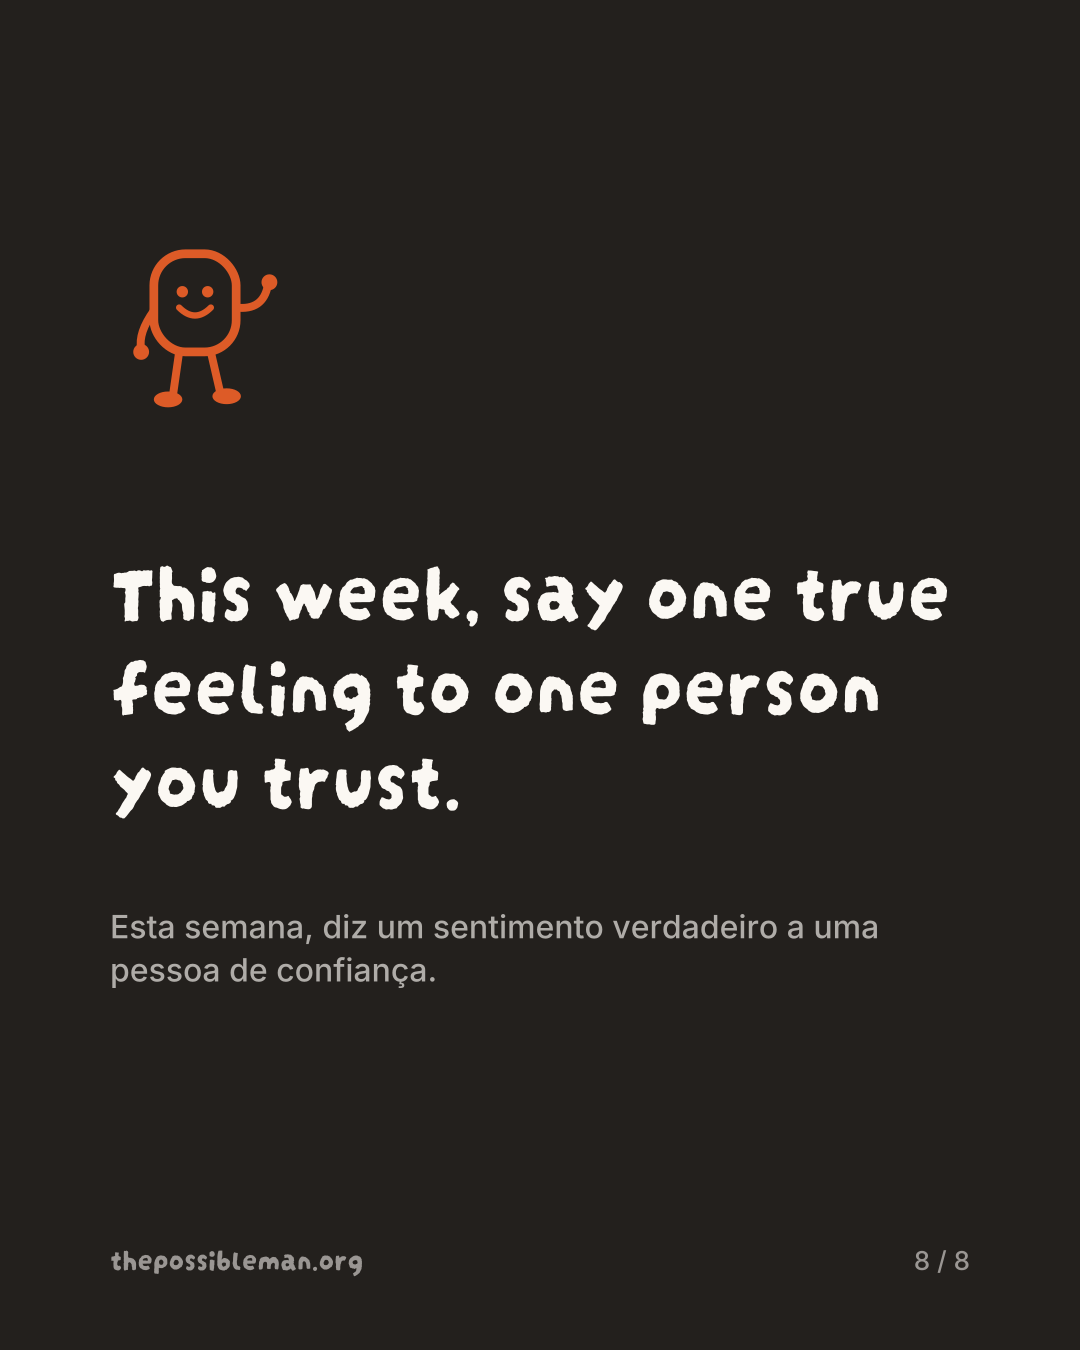 This week, say one true
feeling to one person
you trust.
Esta semana, diz um sentimento verdadeiro a uma
pessoa de confiança.
thepossibleman.org
8 / 8